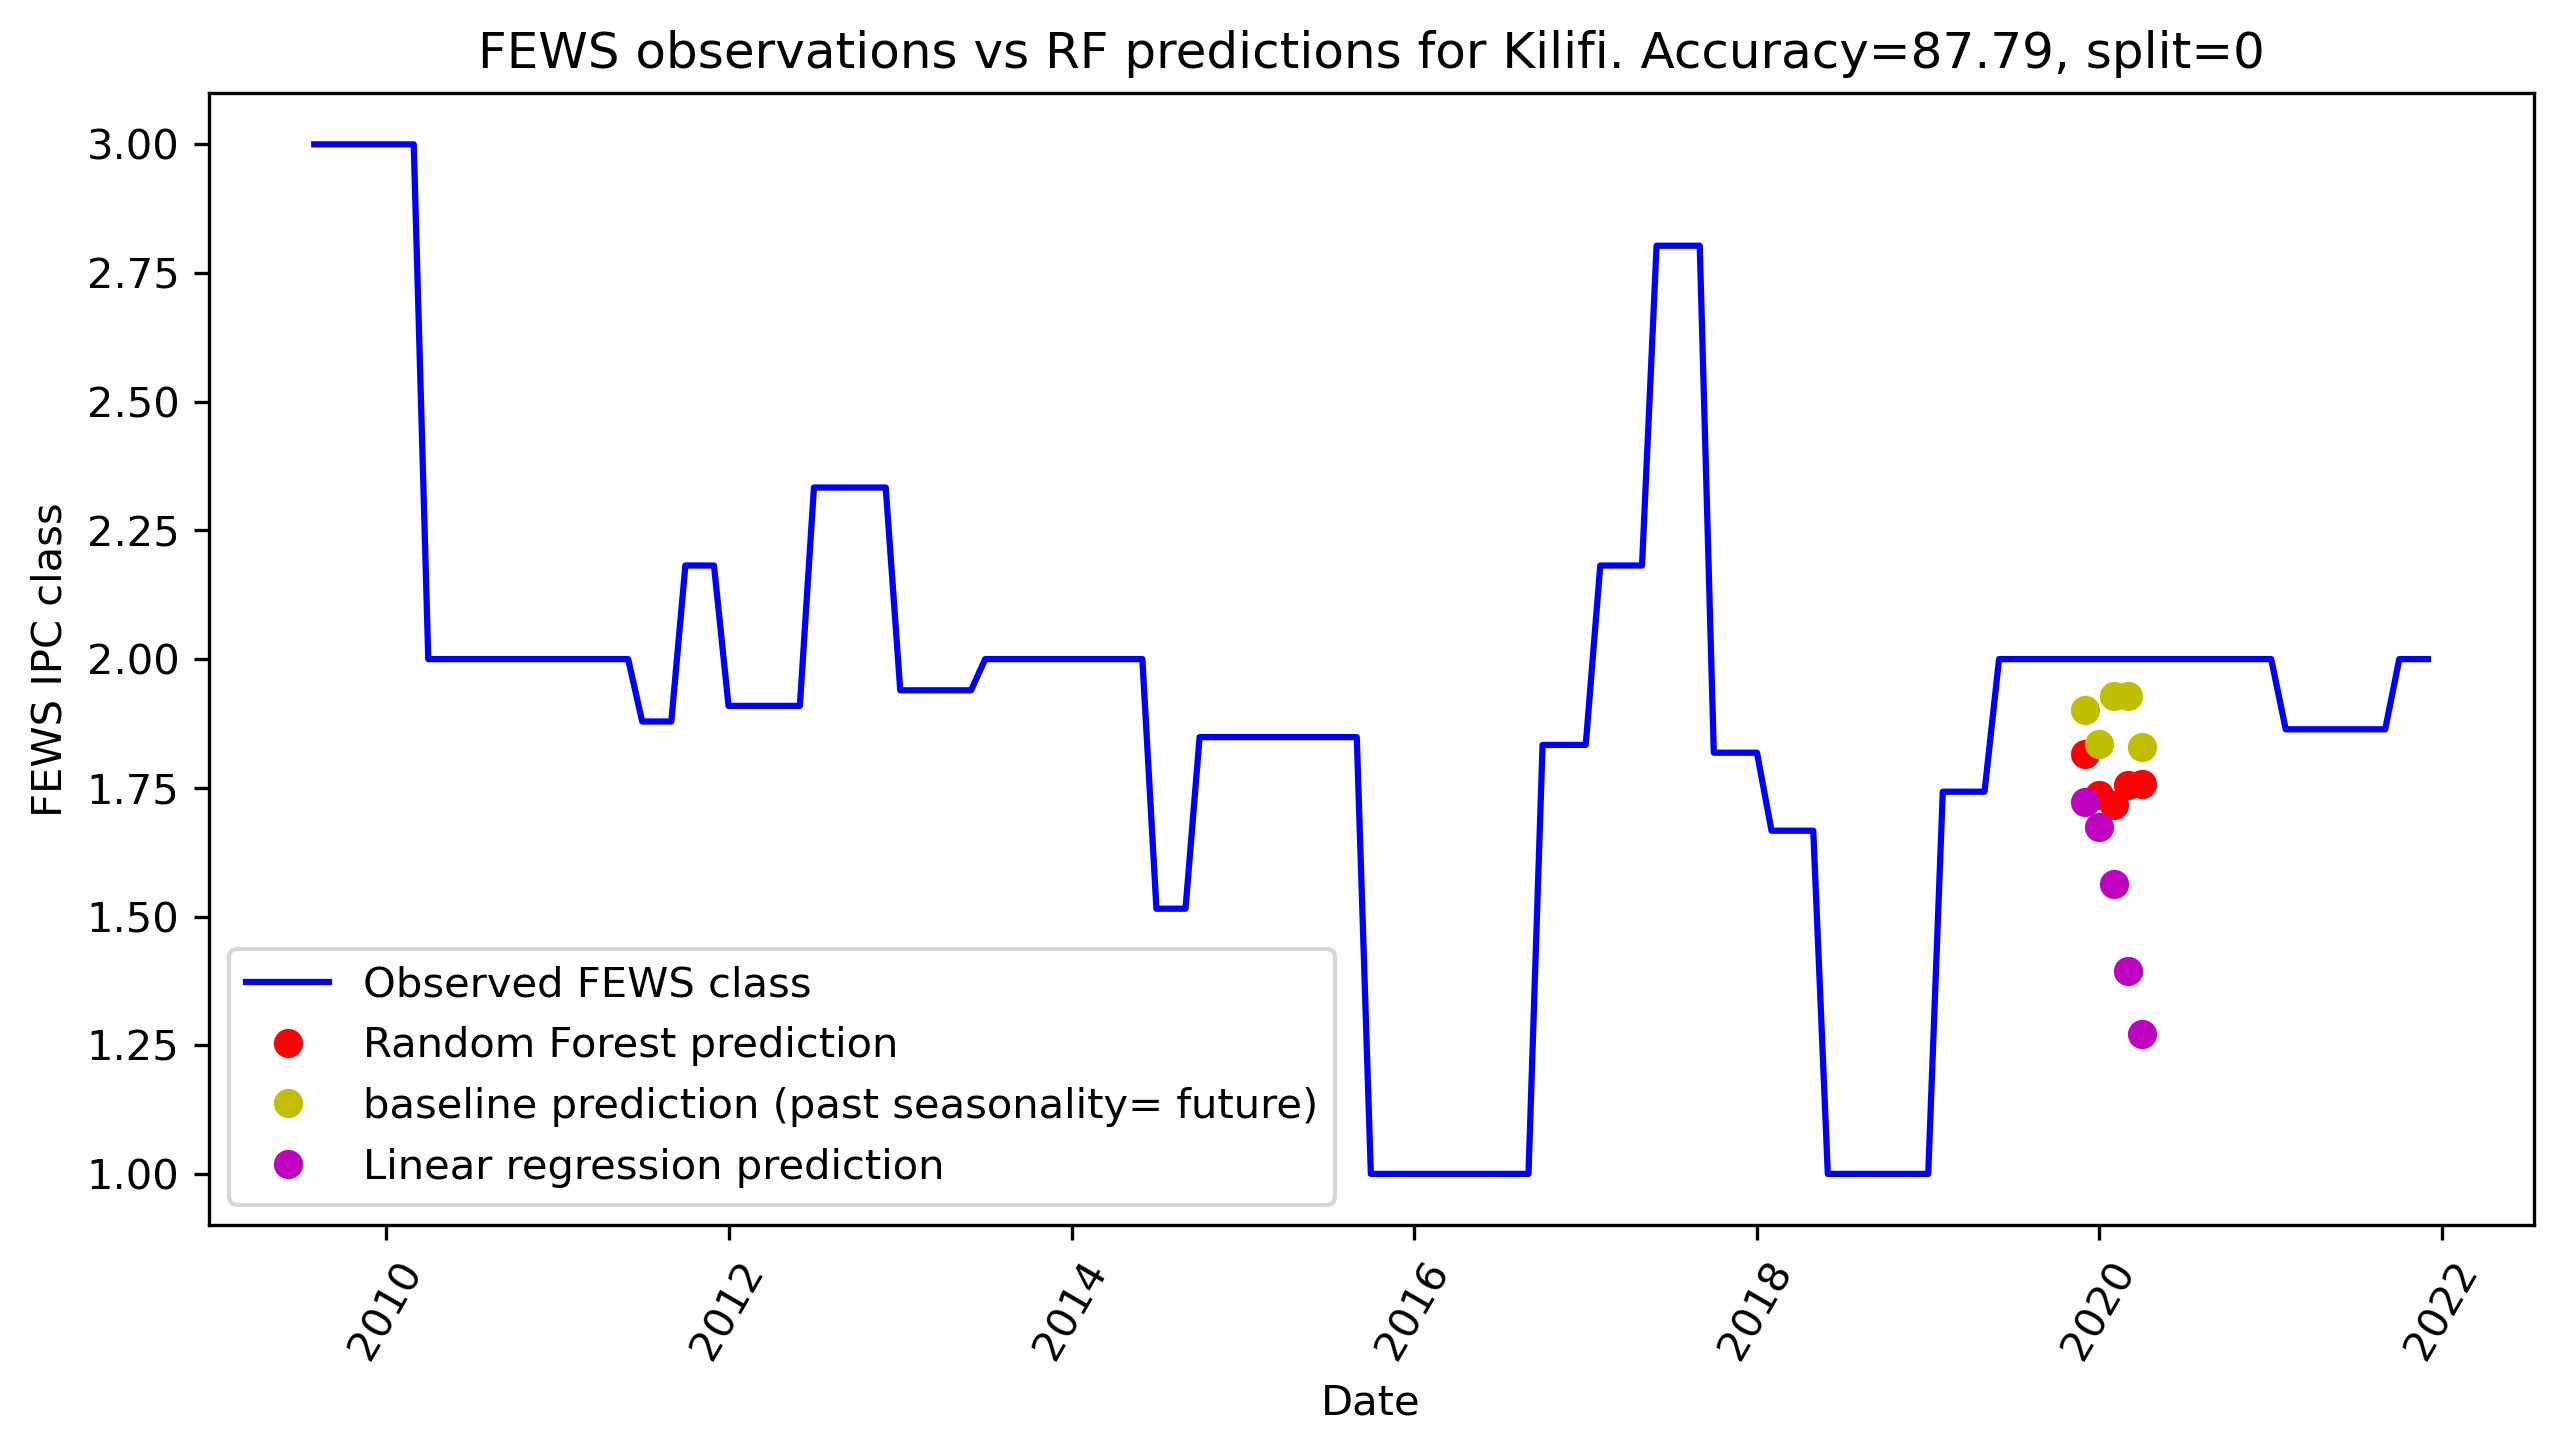 FEWS observations vs RF predictions for Kilifi. Accuracy=87.79, split=0
3.00
2.75
2.50
2.25
2.00
1.75
1.50
1.25
1.00
FEWS IPC class
Observed FEWS class
Random Forest prediction
baseline prediction (past seasonality= future)
Linear regression prediction
2010
2012
2014
2016
2018
2020
2022
Date